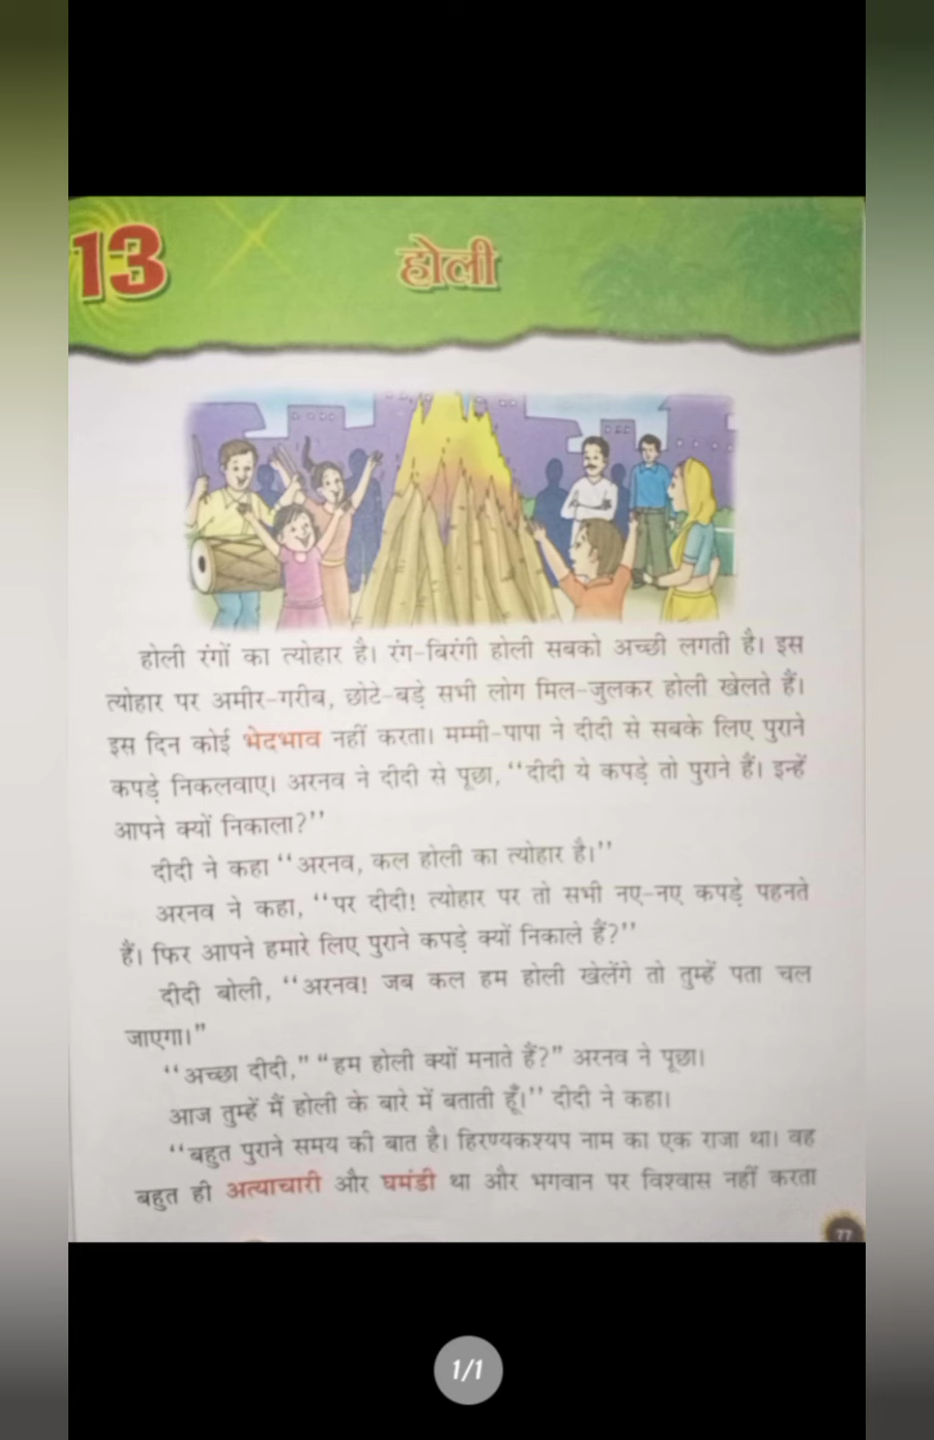 13
होली
होली रंगों का त्योहार है। रंग-बिरंगी होली सबको अच्छी लगती है। इस
त्योहार पर अमीर-गरीब, छोटे-बड़े सभी लोग मिल-जुलकर होली खेलते हैं।
इस दिन कोई भेदभाव नहीं करता। मम्मी-पापा ने दीदी से सबके लिए पुराने
कपड़े निकलवाए। अरनव ने दीदी से पूछा, ‘‘दीदी ये कपड़े तो पुराने हैं। इन्हें
आपने क्यों निकाला?’’
दीदी ने कहा ‘‘अरनव, कल होली का त्योहार है।’’
अरनव ने कहा, ‘‘पर दीदी! त्योहार पर तो सभी नए-नए कपड़े पहनते
हैं। फिर आपने हमारे लिए पुराने कपड़े क्यों निकाले हैं?’’
दीदी बोली, ‘‘अरनव! जब कल हम होली खेलेंगे तो तुम्हें पता चल
जाएगा।”
‘‘अच्छा दीदी,” “हम होली क्यों मनाते हैं?” अरनव ने पूछा।
आज तुम्हें मैं होली के बारे में बताती हूँ।’’ दीदी ने कहा।
‘‘बहुत पुराने समय की बात है। हिरण्यकश्यप नाम का एक राजा था। वह
बहुत ही अत्याचारी और घमंडी था और भगवान पर विश्वास नहीं करता
77
1/1